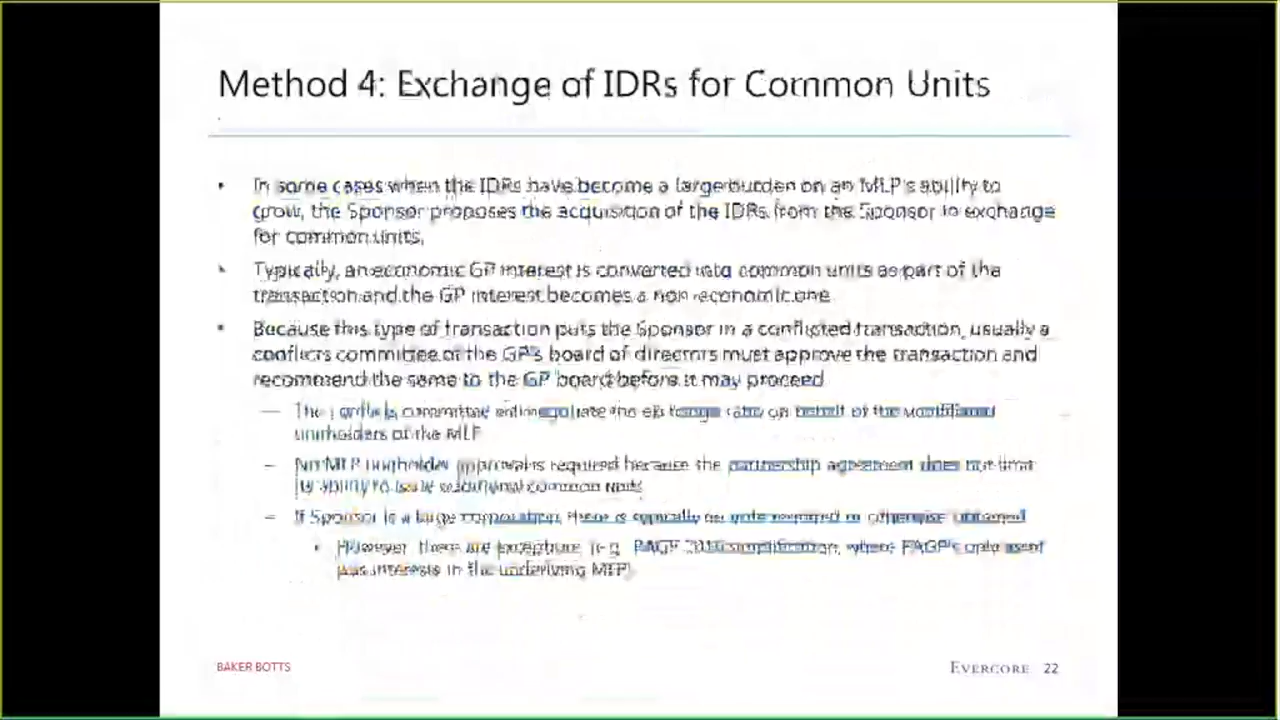 Method 4: Exchange of IDRs for Common Units
• In some cases when the IDRs have become a large burden on an MLP's ability to
grow, the Sponsor proposes the acquisition of the IDRs from the Sponsor in exchange
for common units.
• Typically, an economic GP interest is converted into common units as part of the
transaction and the GP interest becomes a non-economic one
• Because this type of transaction puts the Sponsor in a conflicted transaction, usually a
conflicts committee of the GP's board of directors must approve the transaction and
recommend the same to the GP board before it may proceed
– The conflicts committee will negotiate the exchange ratio on behalf of the
unitholders of the MLP
– No MLP unitholder approval is required because the partnership agreement does not limit
its ability to issue additional common units
– If Sponsor is a large corporation, there is typically no vote required or otherwise obtained
• However, there are exceptions (e.g. PAGP 2016 simplification, where PAGP's only asset
was interests in the underlying MLP)
BAKER BOTTS
EVERCORE 22